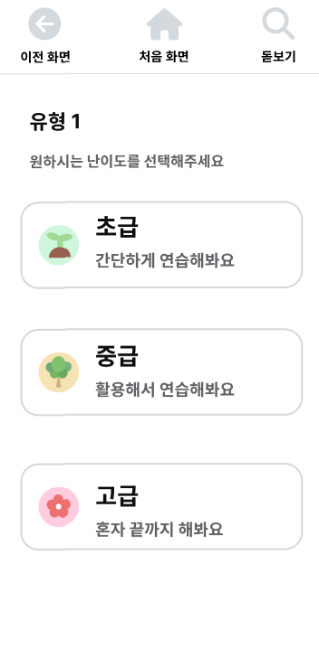 이전 화면
처음 화면
돋보기
유형 1
원하시는 난이도를 선택해주세요
초급
간단하게 연습해봐요
중급
활용해서 연습해봐요
고급
혼자 끝까지 해봐요